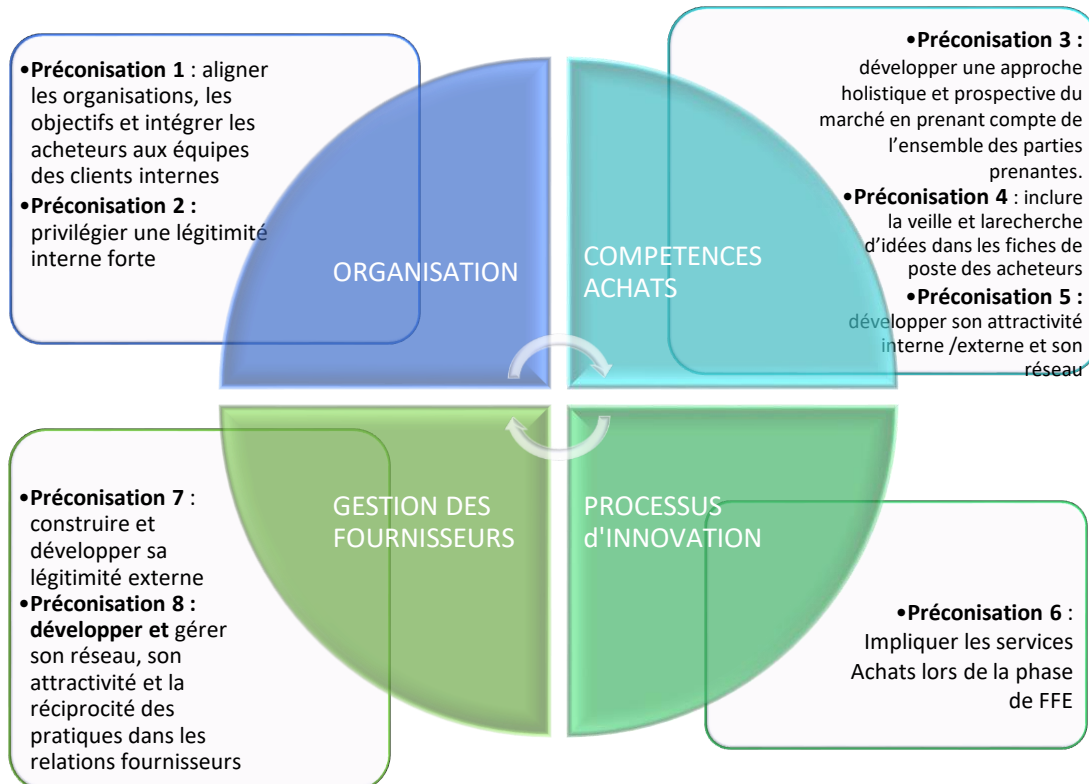 •Préconisation 1 : aligner
les organisations, les
objectifs et intégrer les
acheteurs aux équipes
des clients internes
•Préconisation 2 :
privilégier une légitimité
interne forte
ORGANISATION
•Préconisation 3 :
développer une approche
holistique et prospective du
marché en prenant compte de
l’ensemble des parties
prenantes.
•Préconisation 4 : inclure
la veille et larecherche
d’idées dans les fiches de
poste des acheteurs
•Préconisation 5 :
développer son attractivité
interne /externe et son
réseau
COMPETENCES
ACHATS
•Préconisation 7 :
construire et
développer sa
légitimité externe
•Préconisation 8 :
développer et gérer
son réseau, son
attractivité et la
réciprocité des
pratiques dans les
relations fournisseurs
GESTION DES
FOURNISSEURS
PROCESSUS
d'INNOVATION
•Préconisation 6 :
Impliquer les services
Achats lors de la phase
de FFE